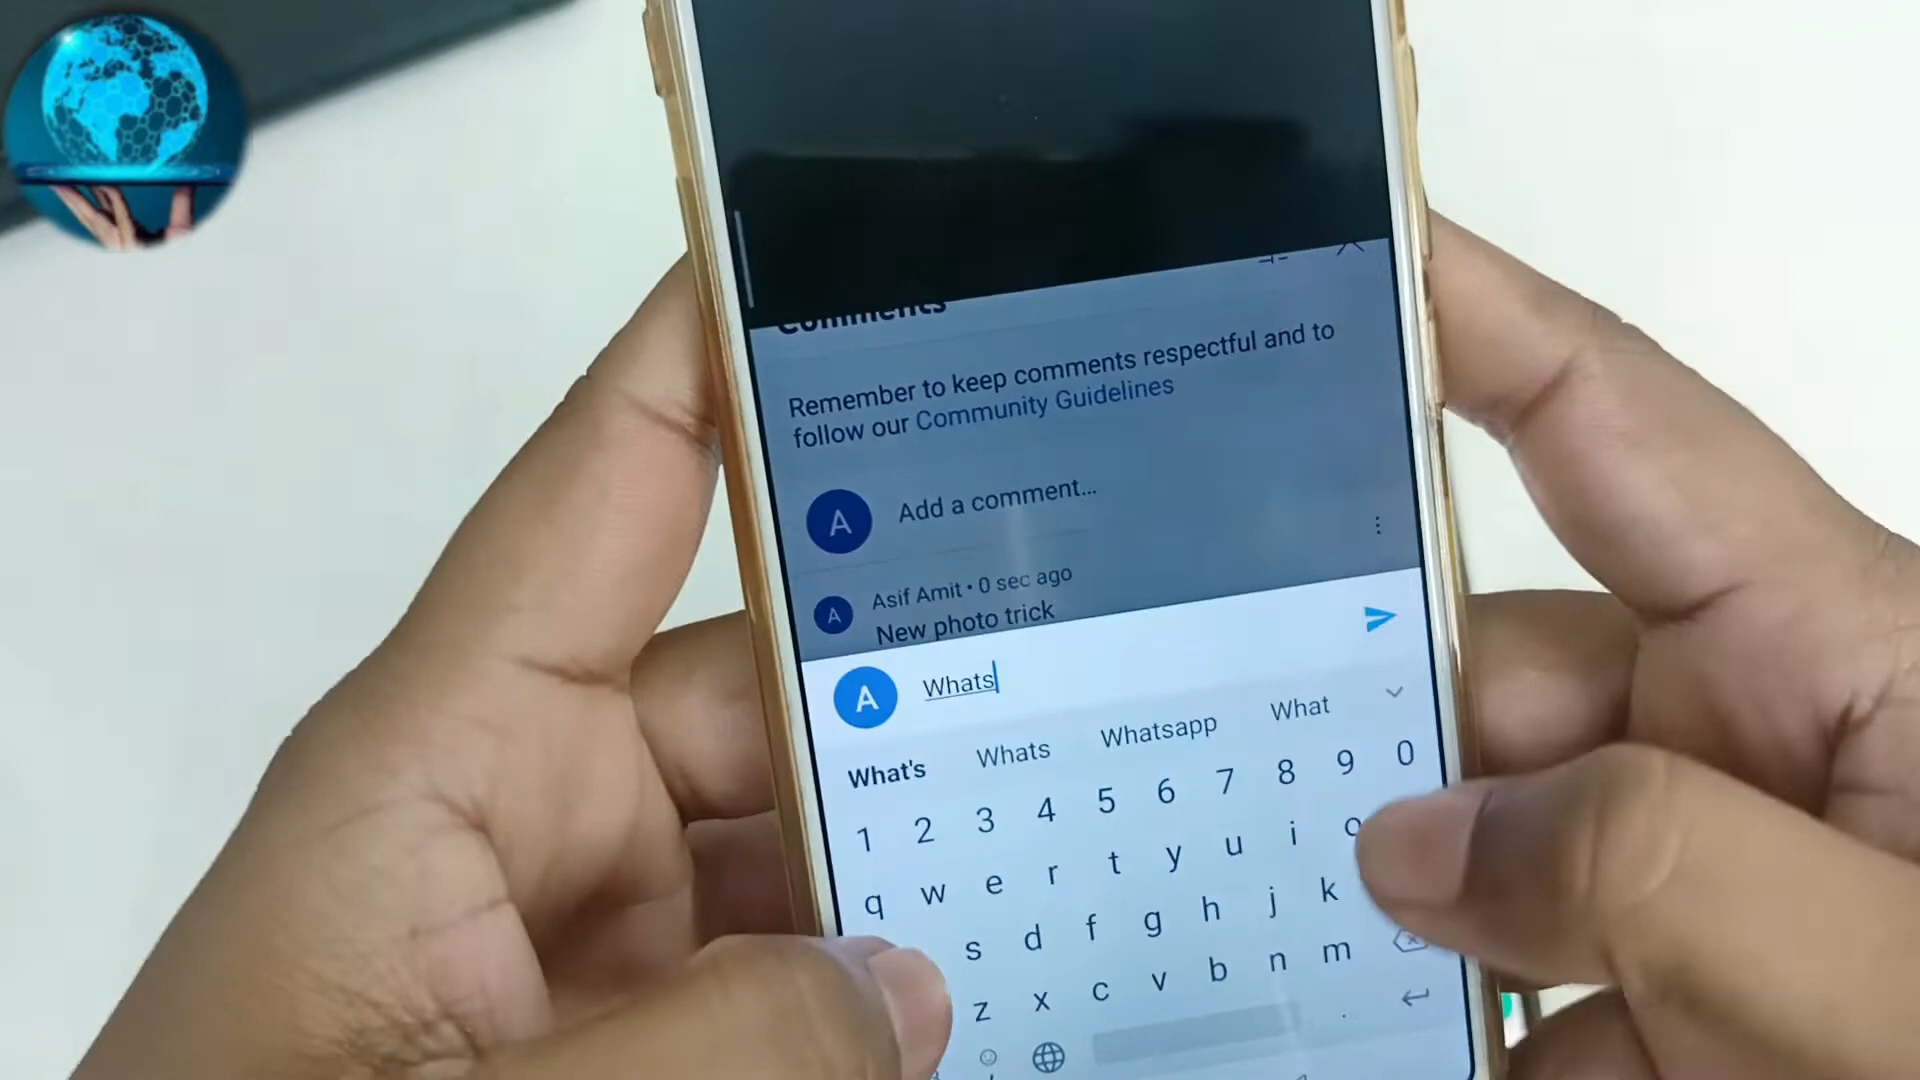 Comments
Remember to keep comments respectful and to
follow our Community Guidelines
A
Add a comment...
A
Asif Amit • 0 sec ago
New photo trick
A
Whats
What's Whats Whatsapp What
1 2 3 4 5 6 7 8 9 0
q w e r t y u i o
s d f g h j k
z x c v b n m
.